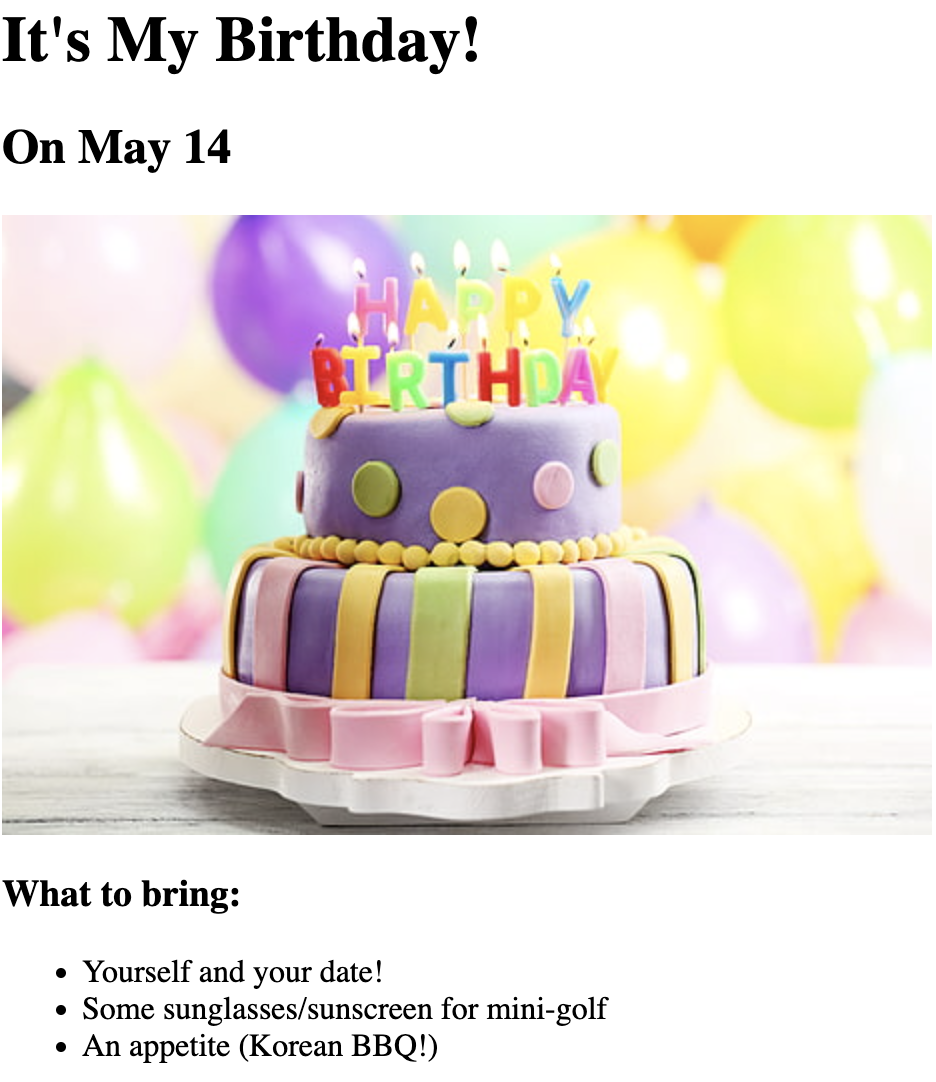 It's My Birthday!
On May 14
HAPPY
BIRTHDAY
What to bring:
Yourself and your date!
Some sunglasses/sunscreen for mini-golf
An appetite (Korean BBQ!)